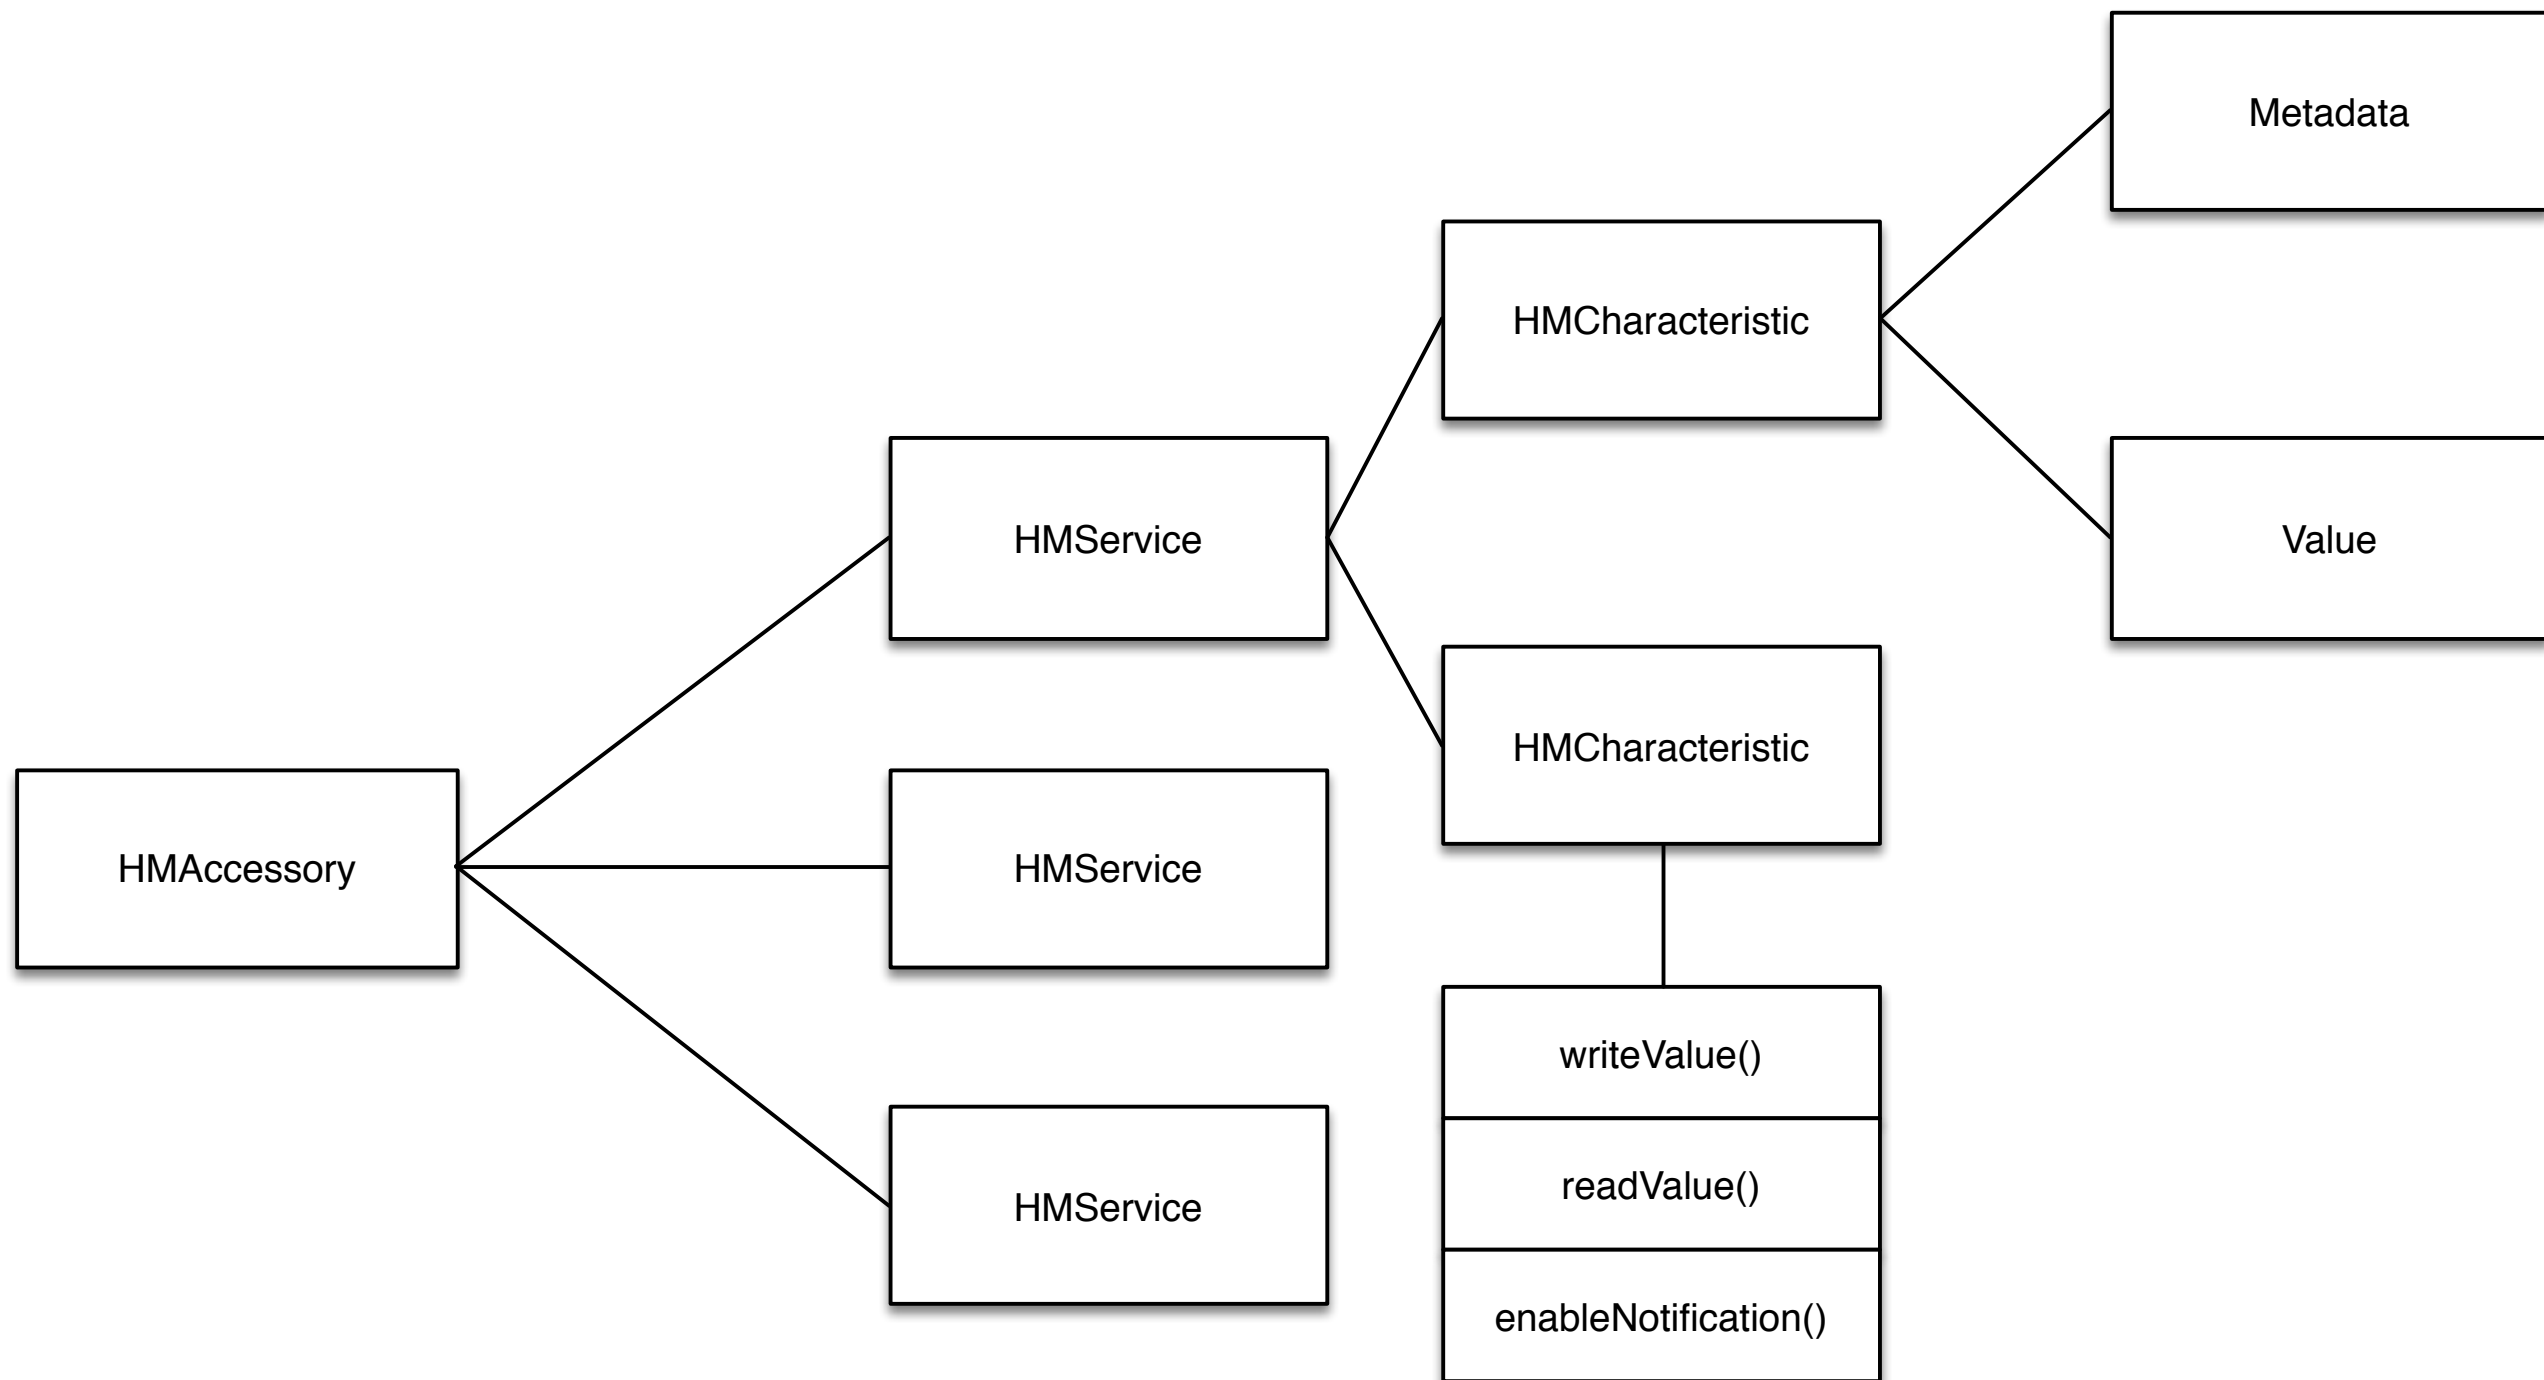 Metadata
HMCharacteristic
HMService
Value
HMCharacteristic
HMAccessory
HMService
writeValue()
readValue()
HMService
enableNotification()